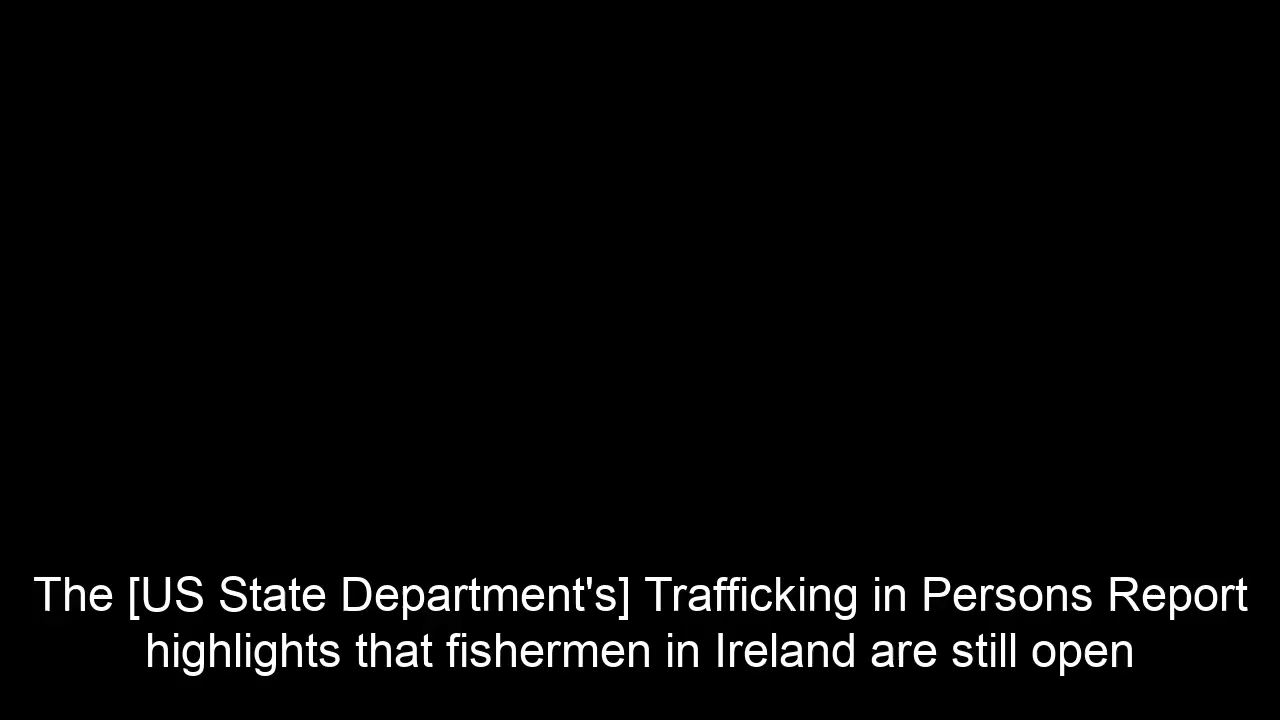 The [US State Department's] Trafficking in Persons Report
highlights that fishermen in Ireland are still open